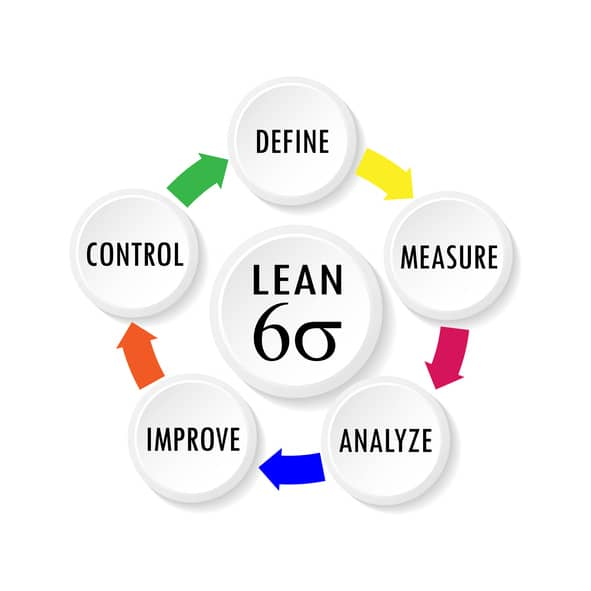 DEFINE
MEASURE
ANALYZE
IMPROVE
CONTROL
LEAN
6σ